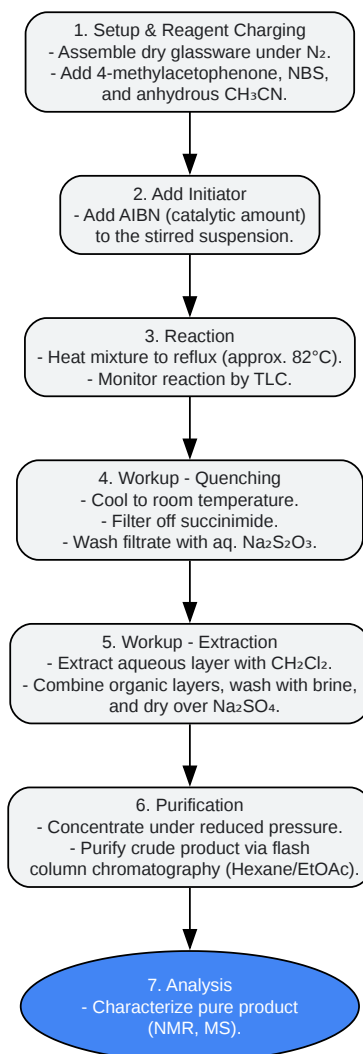 1. Setup & Reagent Charging
- Assemble dry glassware under N₂.
- Add 4-methylacetophenone, NBS,
and anhydrous CH₃CN.
2. Add Initiator
- Add AIBN (catalytic amount)
to the stirred suspension.
3. Reaction
- Heat mixture to reflux (approx. 82°C).
- Monitor reaction by TLC.
4. Workup - Quenching
- Cool to room temperature.
- Filter off succinimide.
- Wash filtrate with aq. Na₂S₂O₃.
5. Workup - Extraction
- Extract aqueous layer with CH₂Cl₂.
- Combine organic layers, wash with brine,
and dry over Na₂SO₄.
6. Purification
- Concentrate under reduced pressure.
- Purify crude product via flash
column chromatography (Hexane/EtOAc).
7. Analysis
- Characterize pure product
(NMR, MS).